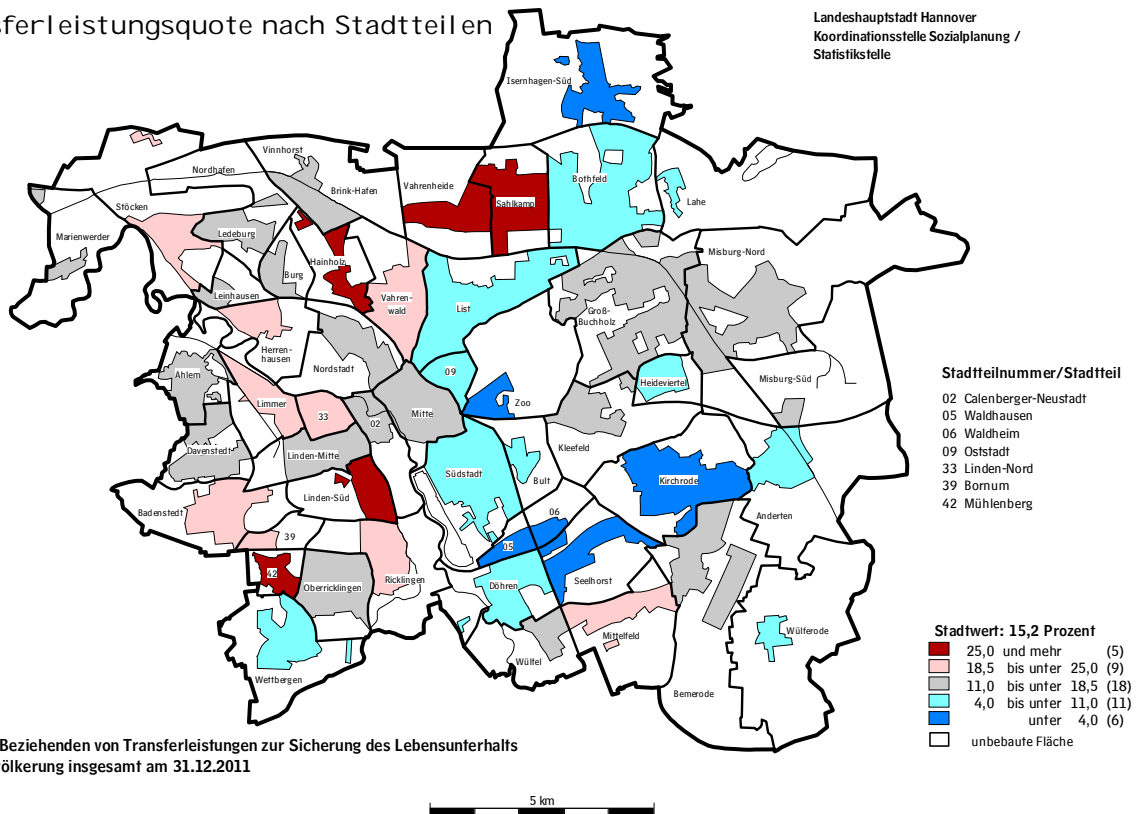 sferleistungsquote nach Stadtteilen
Landeshauptstadt Hannover
Koordinationsstelle Sozialplanung /
Statistikstelle
Isernhagen-Süd
Vinnhorst
Nordhafen
Brink-Hafen
Vahrenheide
Sahlkamp
Bothfeld
Lahe
Stöcken
Marienwerder
Ledeburg
Misburg-Nord
Hainholz
Burg
Leinhausen
Vahren-
wald
List
Groß-
Buchholz
Herren-
hausen
Nordstadt
Ahlem
09
Heideviertel
Misburg-Süd
Limmer
33
02
Mitte
Zoo
Kleefeld
Davenstedt
Linden-Mitte
Südstadt
Bult
Kirchrode
Linden-Süd
Badenstedt
06
Anderten
39
05
42
Oberricklingen
Ricklingen
Döhren
Seelhorst
Mittelfeld
Wülferode
Wülfel
Wettbergen
Bemerode
Stadtteilnummer/Stadtteil
02 Calenberger-Neustadt
05 Waldhausen
06 Waldheim
09 Oststadt
33 Linden-Nord
39 Bornum
42 Mühlenberg
Stadtwert: 15,2 Prozent
25,0 und mehr (5)
18,5 bis unter 25,0 (9)
11,0 bis unter 18,5 (18)
4,0 bis unter 11,0 (11)
unter 4,0 (6)
unbebaute Fläche
Beziehenden von Transferleistungen zur Sicherung des Lebensunterhalts
völkerung insgesamt am 31.12.2011
5 km